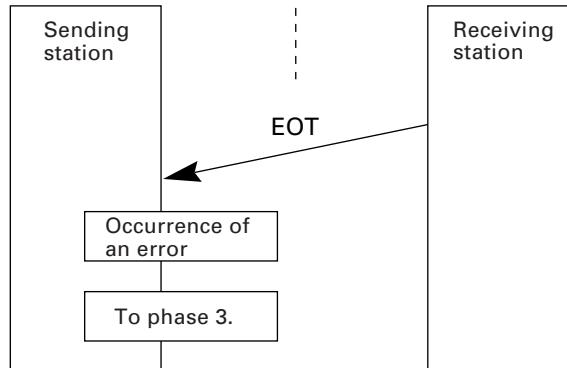 Sending
station
Receiving
station
EOT
Occurrence of
an error
To phase 3.